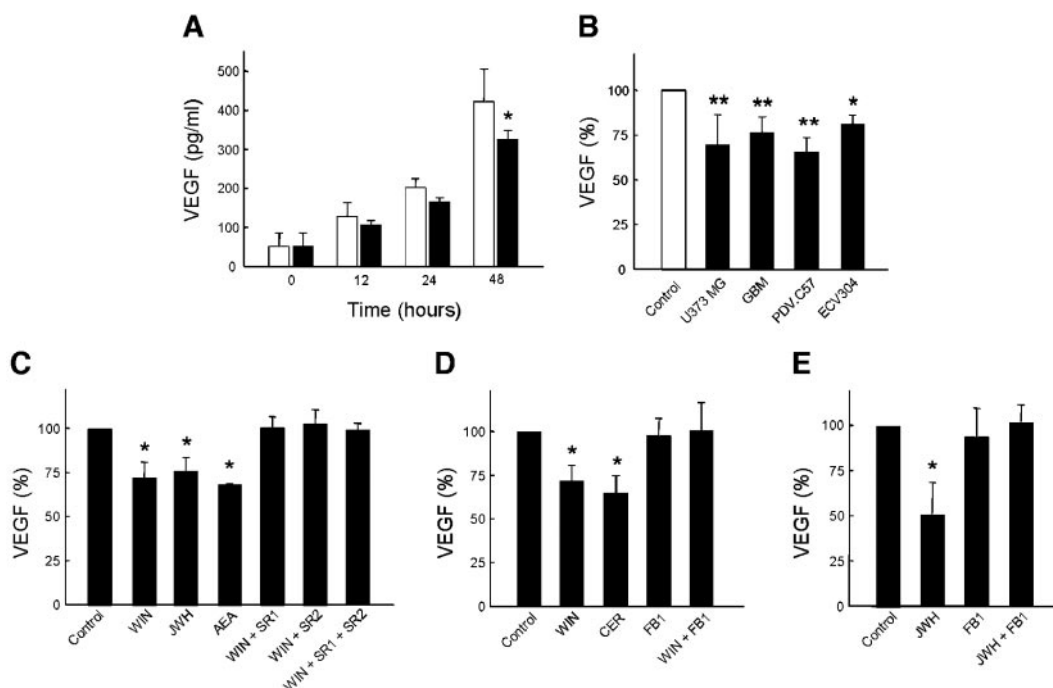 A
VEGF (pg/ml)
500
400
300
200
100
0
*
0 12 24 48
Time (hours)
B
VEGF (%)
100
75
50
25
0
** ** ** *
Control U373 MG GBM PDV.C57 ECV304
C
VEGF (%)
100
75
50
25
0
* * *
Control WIN JWH AEA WIN + SR1 WIN + SR2 WIN + SR1 + SR2
D
VEGF (%)
100
75
50
25
0
* *
Control WIN CER FB1 WIN + FB1
E
VEGF (%)
100
75
50
25
0
*
Control JWH FB1 JWH + FB1